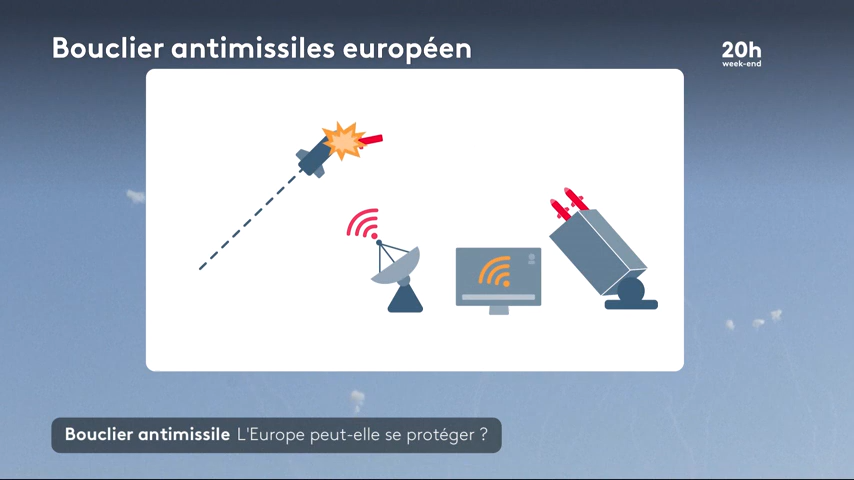 Bouclier antimissiles européen
20h
week-end
Bouclier antimissile L'Europe peut-elle se protéger ?